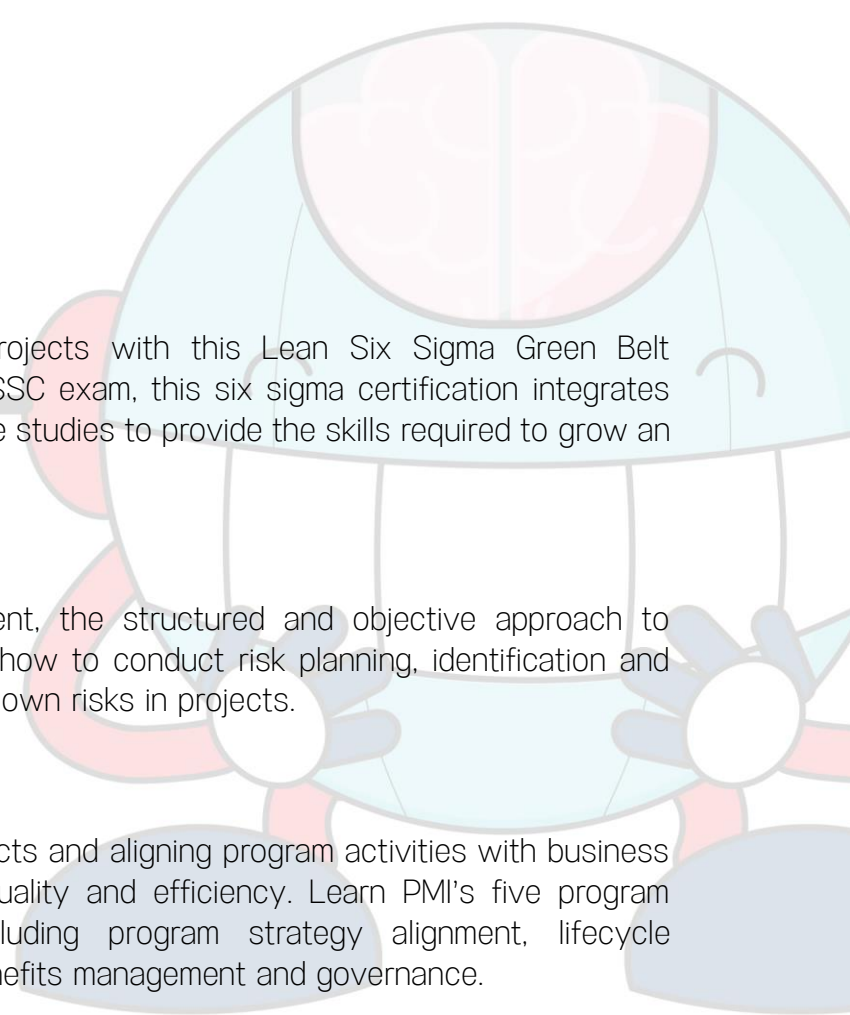 rojects with this Lean Six Sigma Green Belt
SSC exam, this six sigma certification integrates
e studies to provide the skills required to grow an
ent, the structured and objective approach to
how to conduct risk planning, identification and
own risks in projects.
cts and aligning program activities with business
uality and efficiency. Learn PMI's five program
luding program strategy alignment, lifecycle
nefits management and governance.